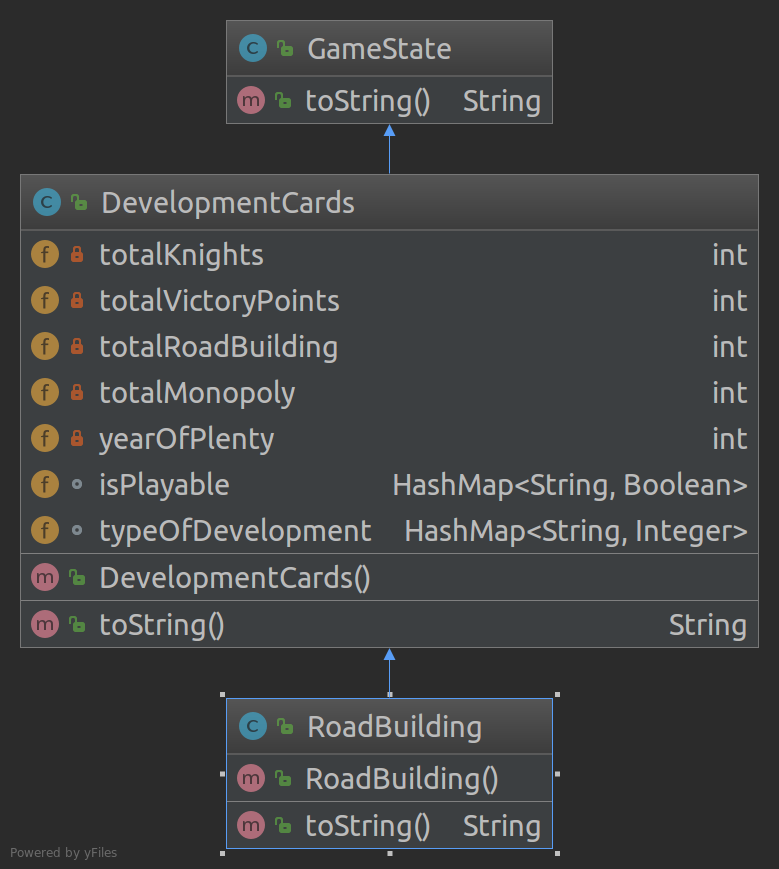 C GameState
m toString() String
C DevelopmentCards
f totalKnights int
f totalVictoryPoints int
f totalRoadBuilding int
f totalMonopoly int
f yearOfPlenty int
f isPlayable HashMap<String, Boolean>
f typeOfDevelopment HashMap<String, Integer>
m DevelopmentCards()
m toString() String
C RoadBuilding
m RoadBuilding()
m toString() String
Powered by yFiles